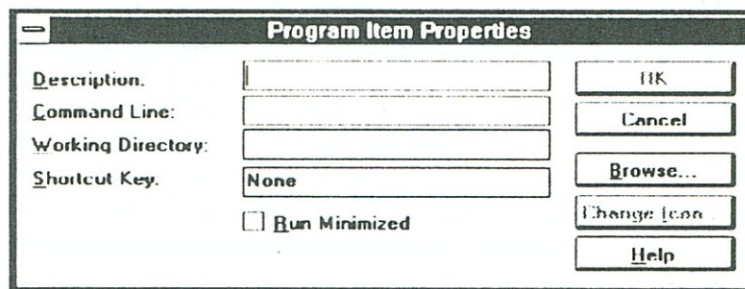 Program Item Properties
Description:
Command Line:
Working Directory:
Shortcut Key:
None
Run Minimized
OK
Cancel
Browse...
Change Icon...
Help